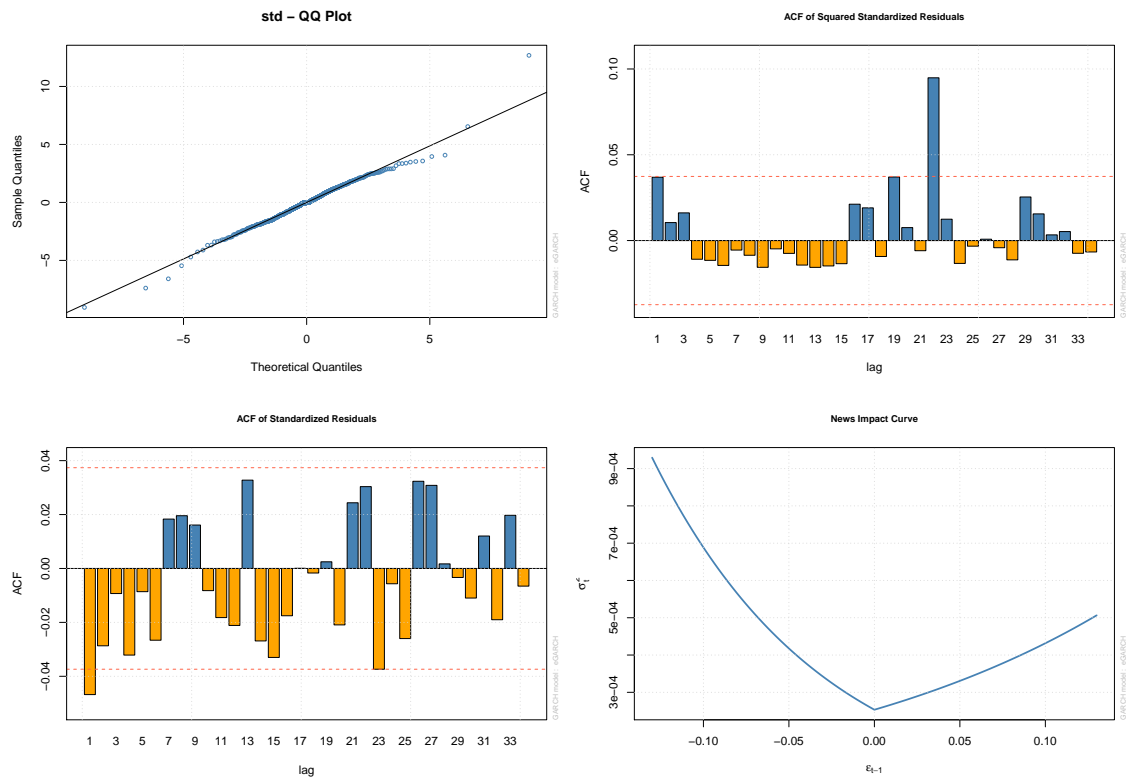 std – QQ Plot
10
5
0
−5
Sample Quantiles
−5 0 5
Theoretical Quantiles
GARCH model : eGARCH
ACF of Squared Standardized Residuals
0.10
0.05
0.00
ACF
1 3 5 7 9 11 13 15 17 19 21 23 25 27 29 31 33
lag
ACF of Standardized Residuals
0.04
0.02
0.00
−0.02
−0.04
ACF
1 3 5 7 9 11 13 15 17 19 21 23 25 27 29 31 33
lag
GARCH model : eGARCH
News Impact Curve
9e−04
7e−04
5e−04
3e−04
−0.10 −0.05 0.00 0.05 0.10
εt−1
GARCH model : eGARCH